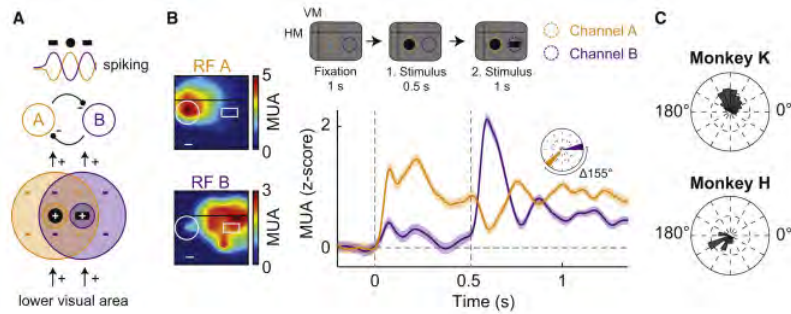 A
spiking
A
B
+ +
- - - -
+ +
+ +
lower visual area
B
VM
HM
Fixation
1 s
1. Stimulus
0.5 s
2. Stimulus
1 s
Channel A
Channel B
RF A
5
MUA
0
RF B
3
MUA
0
2
0
MUA (z-score)
Δ155°
0
0.5
1
Time (s)
C
Monkey K
180°
0°
Monkey H
180°
0°